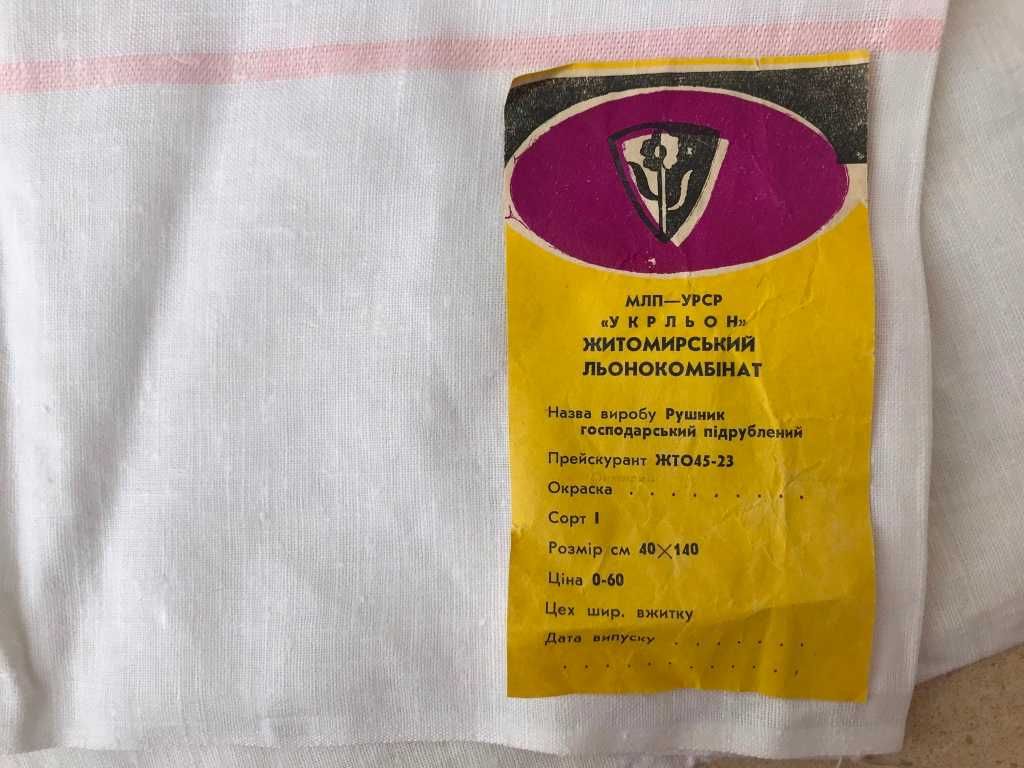 МЛП—УРСР
«УКРЛЬОН»
ЖИТОМИРСЬКИЙ
ЛЬОНОКОМБІНАТ
Назва виробу Рушник
господарський підрублений
Прейскурант ЖТО45-23
Окраска . . . . . . . . .
Сорт I
Розмір см 40×140
Ціна 0-60
Цех шир. вжитку
Дата випуску . . . . . . .
. . . . . . . . . . . .